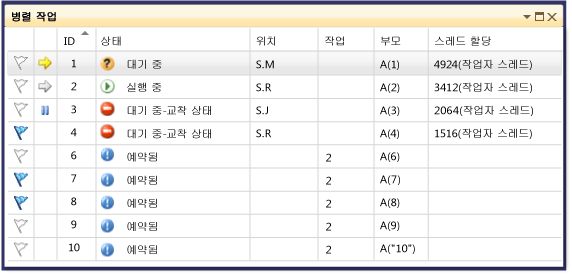 병렬 작업
ID 상태 위치 작업 부모 스레드 할당
1 대기 중 S.M A(1) 4924(작업자 스레드)
2 실행 중 S.R A(2) 3412(작업자 스레드)
3 대기 중-교착 상태 S.J A(3) 2064(작업자 스레드)
4 대기 중-교착 상태 S.R A(4) 1516(작업자 스레드)
6 예약됨 2 A(6)
7 예약됨 A(7)
8 예약됨 2 A(8)
9 예약됨 2 A(9)
10 예약됨 2 A("10")